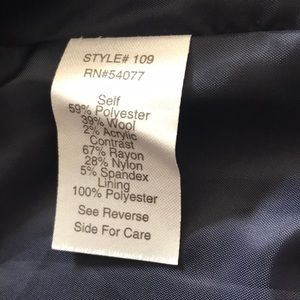 STYLE# 109
RN#54077
Self
59% Polyester
39% Wool
2% Acrylic
Contrast
67% Rayon
28% Nylon
5% Spandex
Lining
100% Polyester
See Reverse
Side For Care